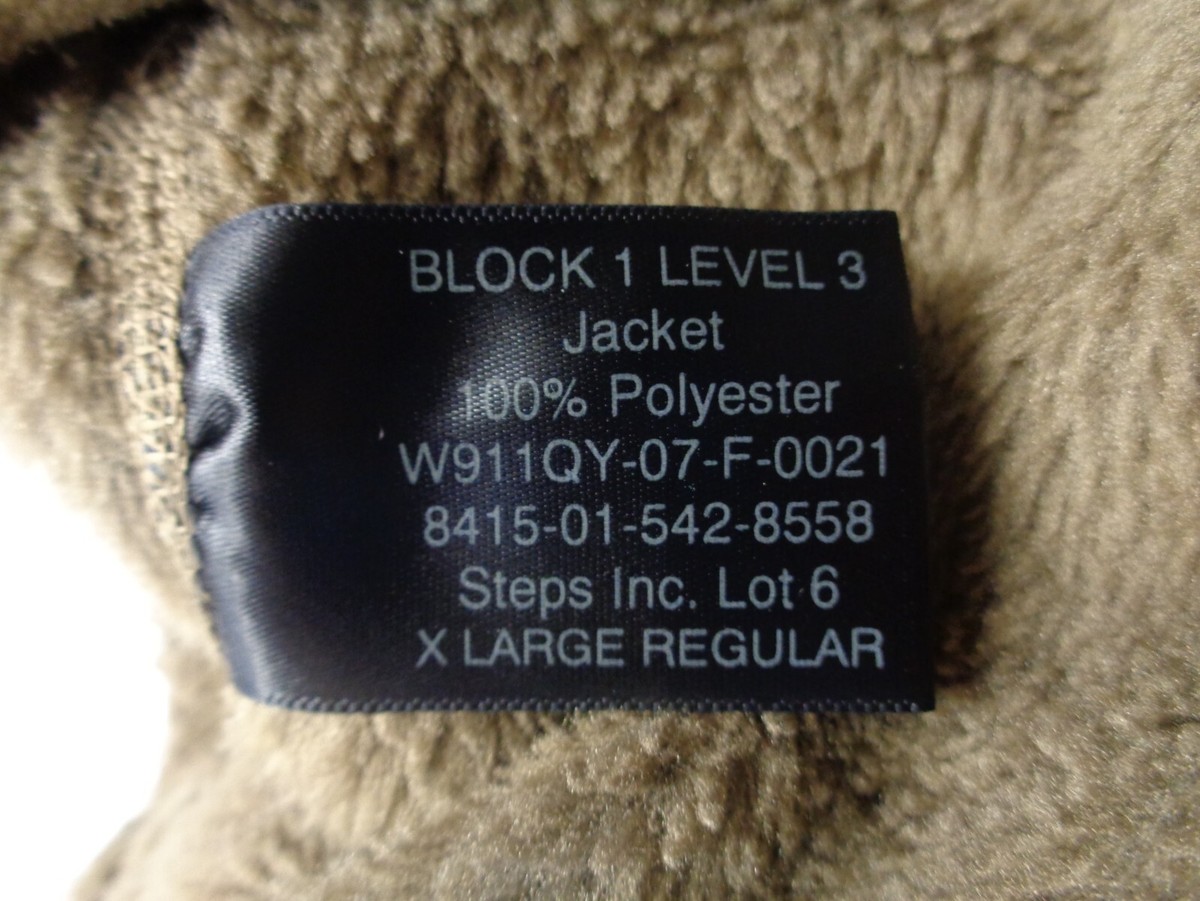 BLOCK 1 LEVEL 3
Jacket
100% Polyester
W911QY-07-F-0021
8415-01-542-8558
Steps Inc. Lot 6
X LARGE REGULAR